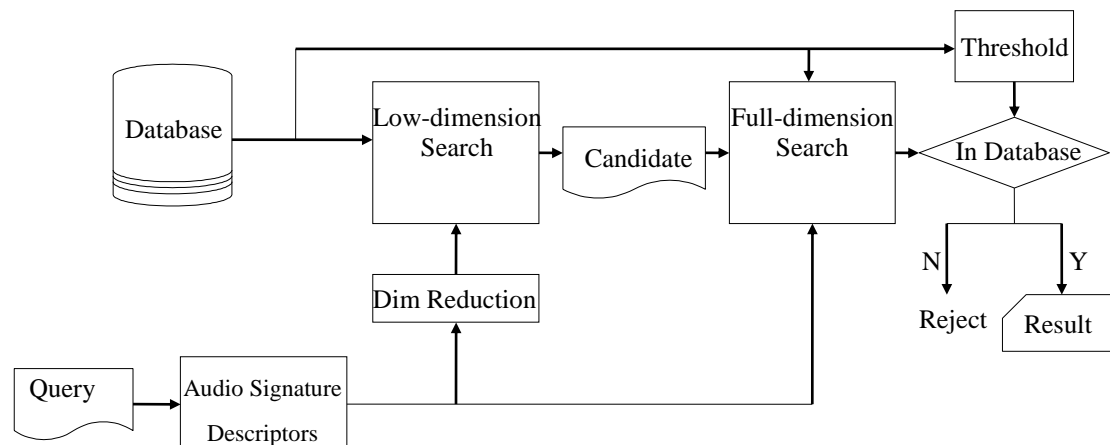 Threshold
Database
Low-dimension
Search
Candidate
Full-dimension
Search
In Database
Dim Reduction
N
Y
Reject
Result
Query
Audio Signature
Descriptors